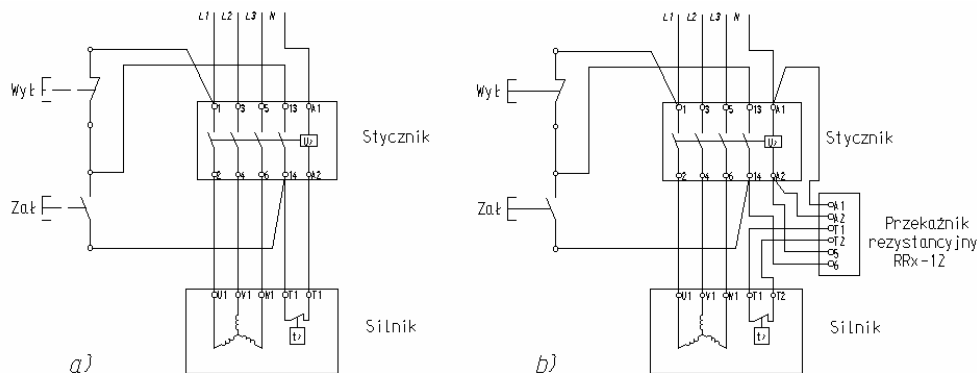 L1 L2 L3 N
Wył
1 3 5 13 A1
U>
Stycznik
2 4 6 14 A2
Zał
U1 V1 W1 T1 T1
t>
Silnik
a)
L1 L2 L3 N
Wył
1 3 5 13 A1
U>
Stycznik
2 4 6 14 A2
Zał
A1
A2
T1
T2
5
6
Przekaźnik
rezystancyjny
RRx-12
U1 V1 W1 T1 T2
t>
Silnik
b)